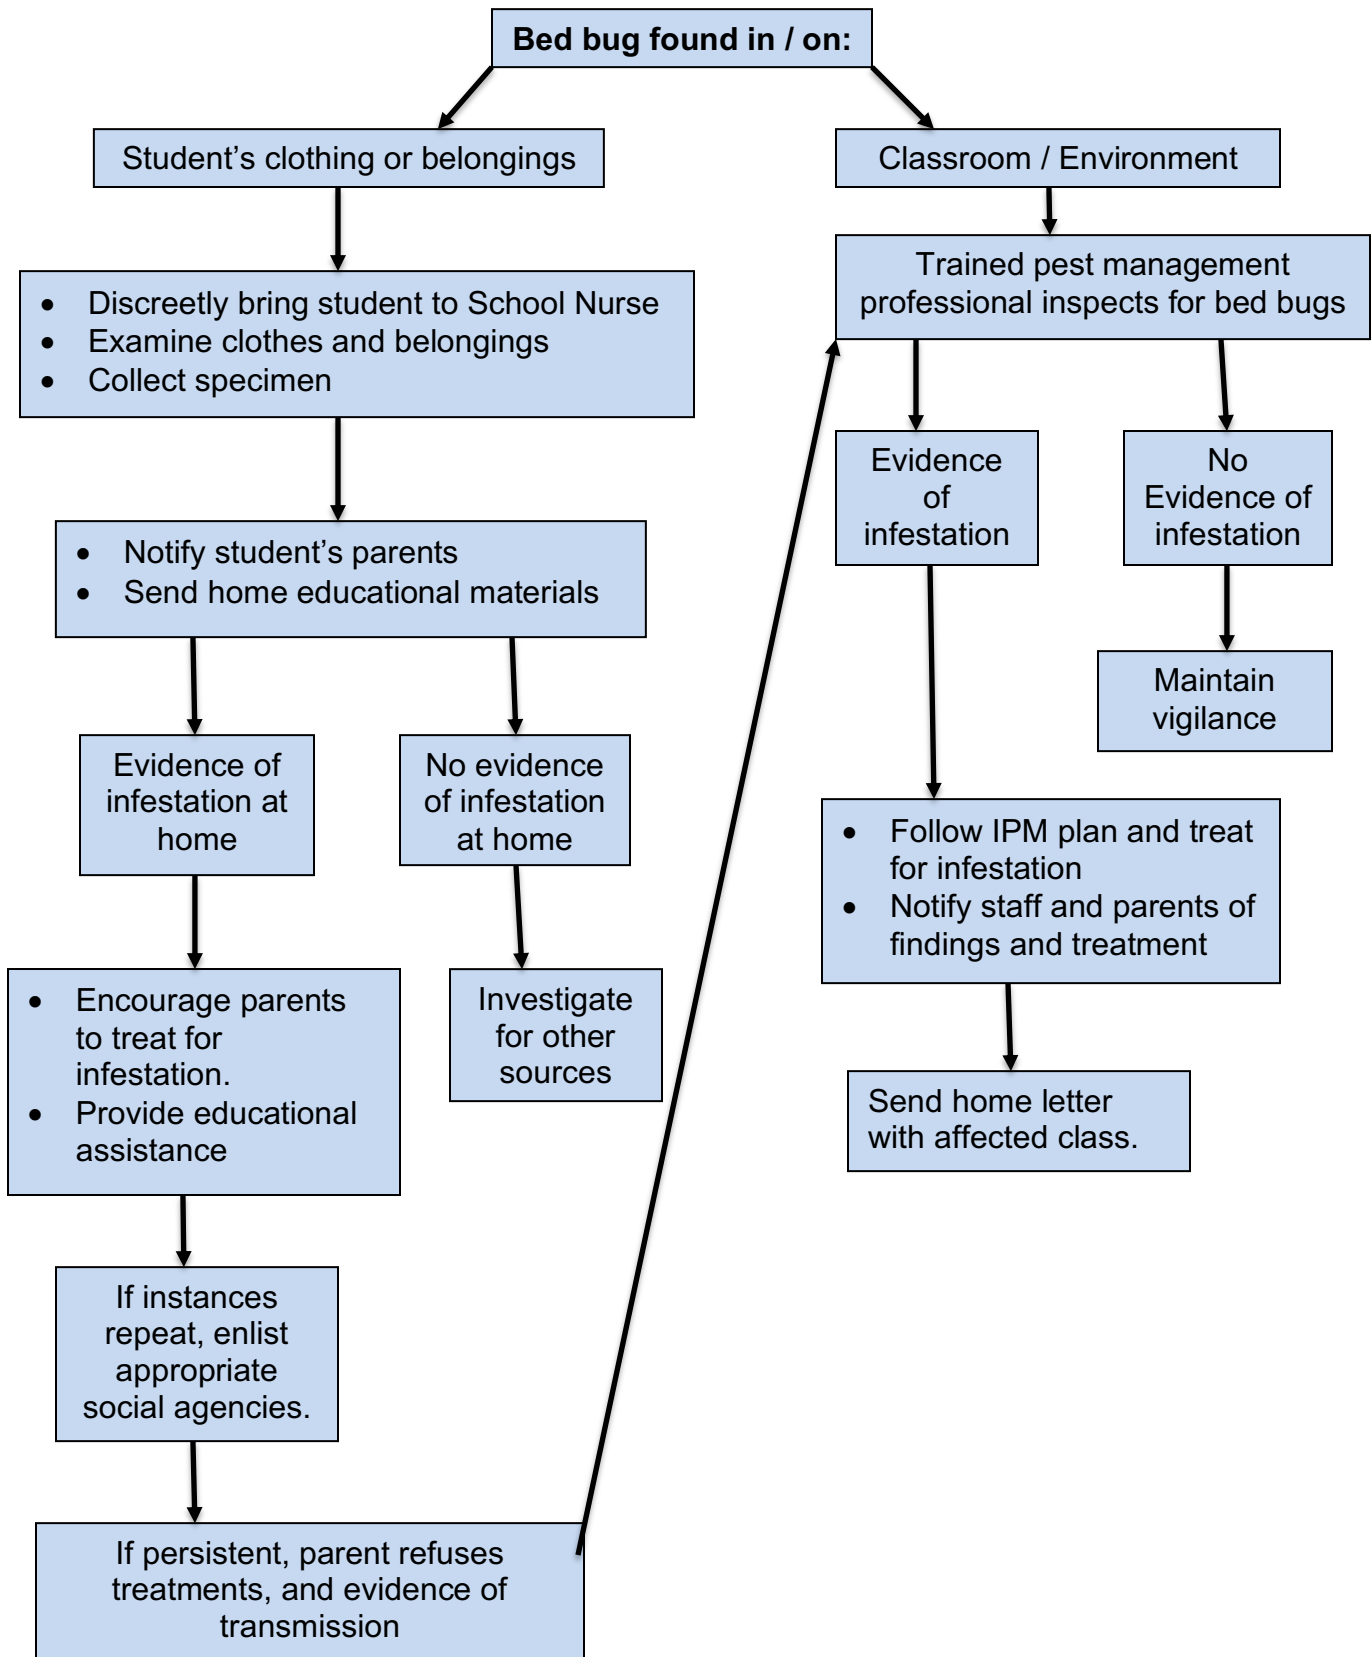 Bed bug found in / on:
Student’s clothing or belongings
• Discreetly bring student to School Nurse
• Examine clothes and belongings
• Collect specimen
• Notify student’s parents
• Send home educational materials
Evidence of
infestation at
home
No evidence
of infestation
at home
• Encourage parents
to treat for
infestation.
• Provide educational
assistance
Investigate
for other
sources
If instances
repeat, enlist
appropriate
social agencies.
If persistent, parent refuses
treatments, and evidence of
transmission
Classroom / Environment
Trained pest management
professional inspects for bed bugs
Evidence
of
infestation
No
Evidence of
infestation
Maintain
vigilance
• Follow IPM plan and treat
for infestation
• Notify staff and parents of
findings and treatment
Send home letter
with affected class.